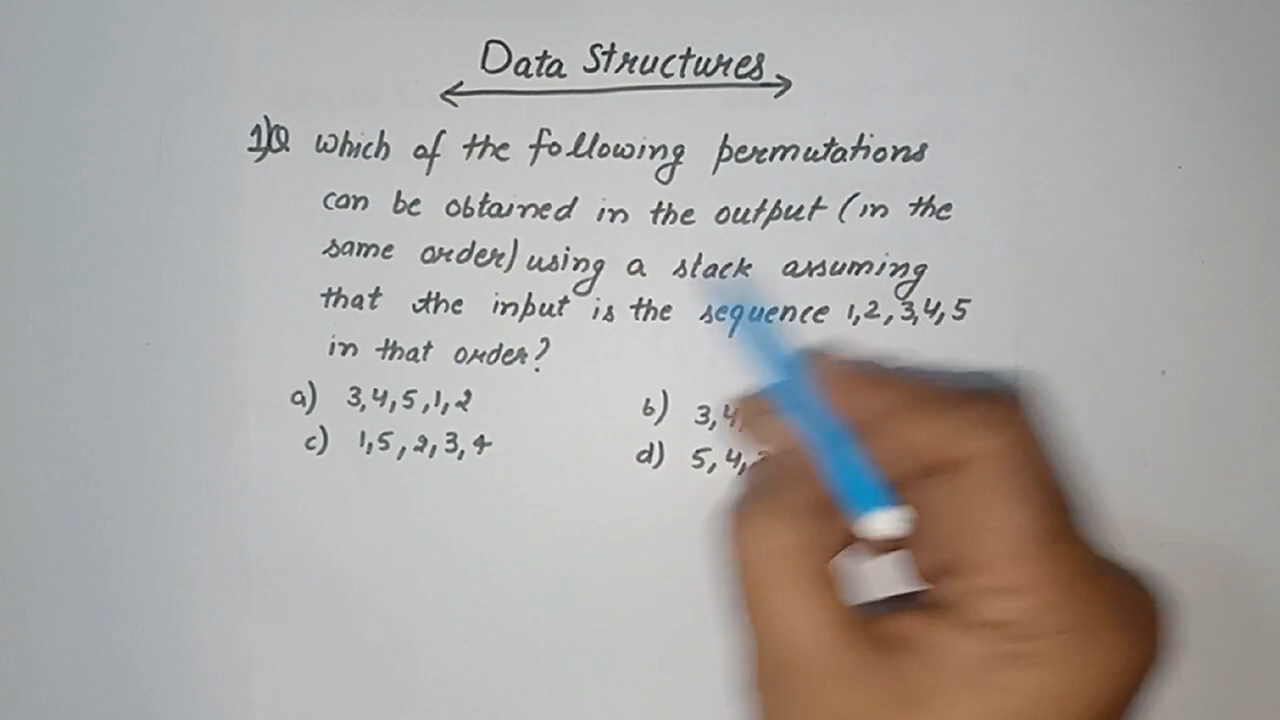 Data Structures
1)Q Which of the following permutations
can be obtained in the output (in the
same order) using a stack assuming
that the input is the sequence 1,2,3,4,5
in that order?
a) 3,4,5,1,2 b) 3,4,
c) 1,5,2,3,4 d) 5,4,